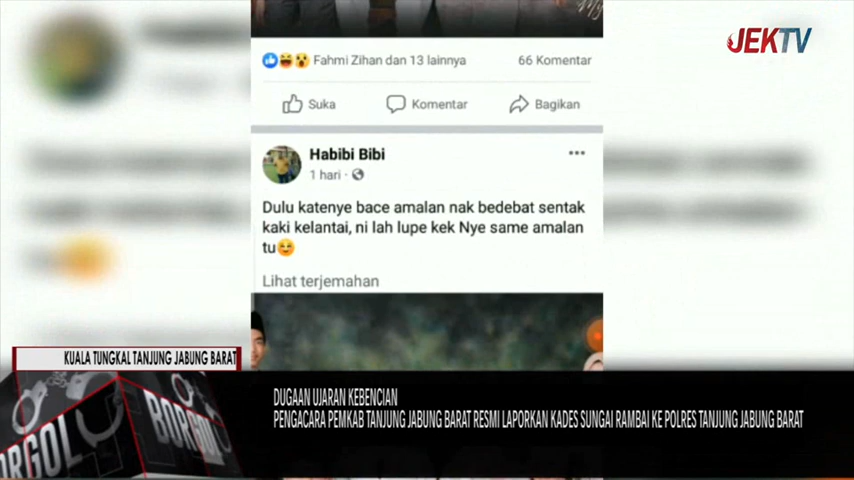 JEKTV
Fahmi Zihan dan 13 lainnya
66 Komentar
Suka
Komentar
Bagikan
Habibi Bibi
1 hari
Dulu katenye bace amalan nak bedebat sentak
kaki kelantai, ni lah lupe kek Nye same amalan
tu
Lihat terjemahan
KUALA TUNGKAL TANJUNG JABUNG BARAT
BORGOL
BORGOL
DUGAAN UJARAN KEBENCIAN
PENGACARA PEMKAB TANJUNG JABUNG BARAT RESMI LAPORKAN KADES SUNGAI RAMBAI KE POLRES TANJUNG JABUNG BARAT